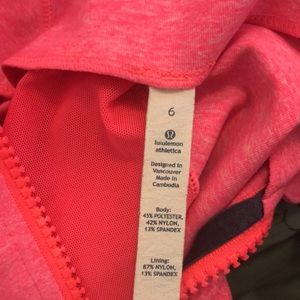 6
lululemon
athletica
Designed in
Vancouver
Made in
Cambodia
Body:
45% POLYESTER,
42% NYLON,
13% SPANDEX
Lining:
87% NYLON,
13% SPANDEX